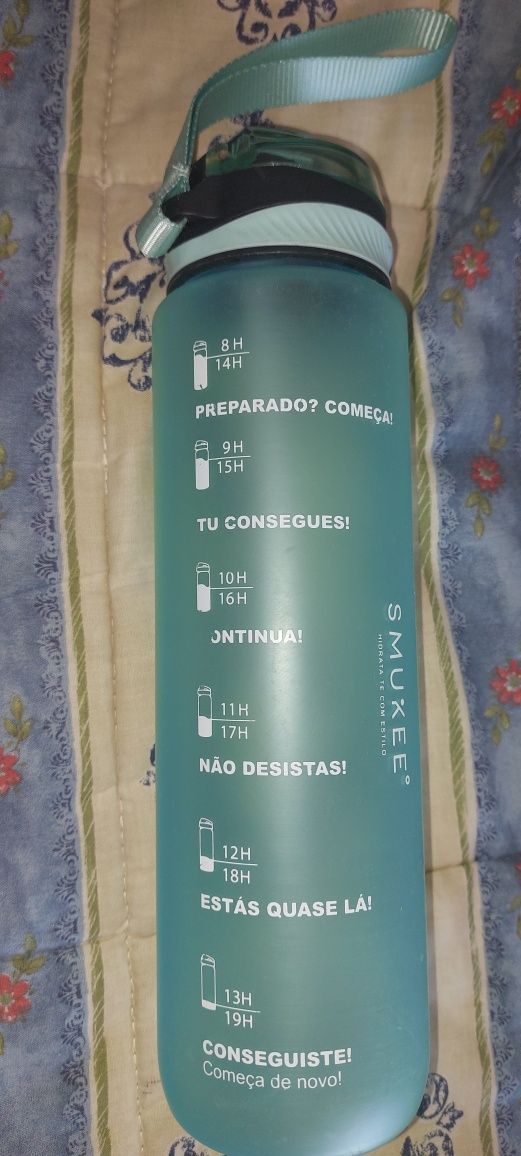 8H
14H
PREPARADO? COMEÇA!
9H
15H
TU CONSEGUES!
10H
16H
ONTINUA!
11H
17H
NÃO DESISTAS!
12H
18H
ESTÁS QUASE LÁ!
13H
19H
CONSEGUISTE!
Começa de novo!
SMUKEE°
HIDRATA TE COM ESTILO